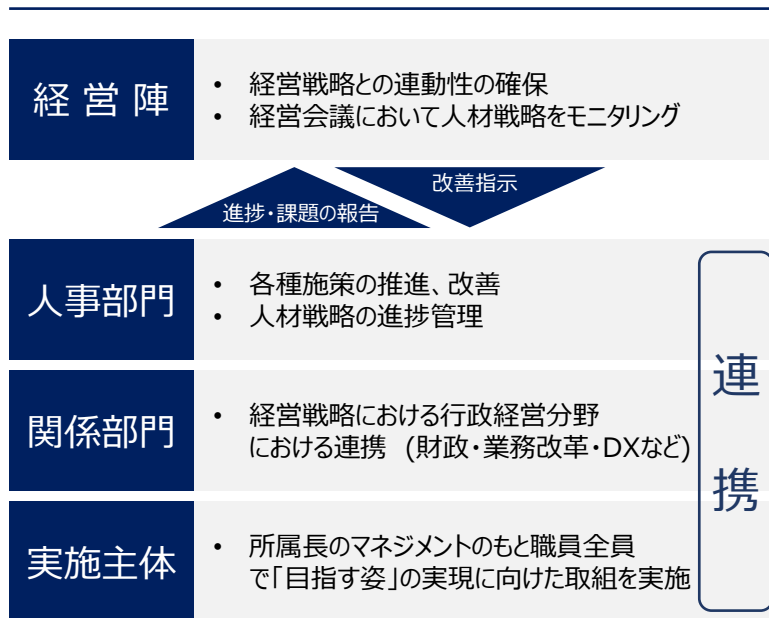 経営陣
• 経営戦略との連動性の確保
• 経営会議において人材戦略をモニタリング
改善指示
進捗・課題の報告
人事部門
• 各種施策の推進、改善
• 人材戦略の進捗管理
関係部門
• 経営戦略における行政経営分野
における連携 (財政・業務改革・DXなど)
実施主体
• 所属長のマネジメントのもと職員全員
で「目指す姿」の実現に向けた取組を実施
連携